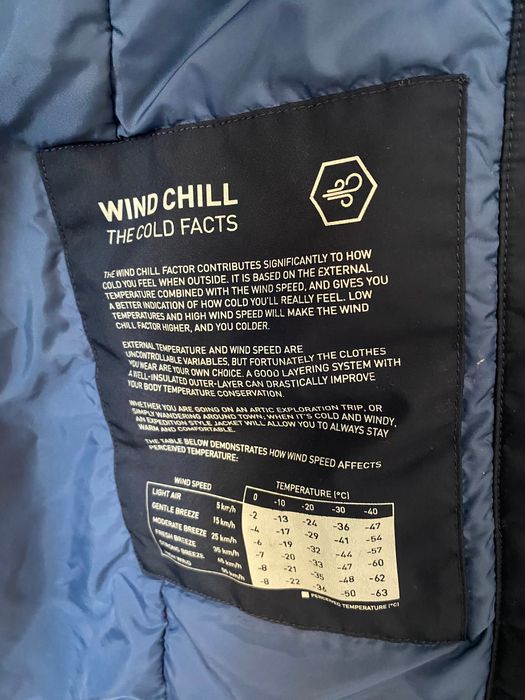 WIND CHILL
THE COLD FACTS
THE WIND CHILL FACTOR CONTRIBUTES SIGNIFICANTLY TO HOW
COLD YOU FEEL WHEN OUTSIDE. IT IS BASED ON THE EXTERNAL
TEMPERATURE COMBINED WITH THE WIND SPEED, AND GIVES YOU
A BETTER INDICATION OF HOW COLD YOU'LL REALLY FEEL. LOW
TEMPERATURES AND HIGH WIND SPEED WILL MAKE THE WIND
CHILL FACTOR HIGHER, AND YOU COLDER.
EXTERNAL TEMPERATURE AND WIND SPEED ARE
UNCONTROLLABLE VARIABLES. BUT FORTUNATELY THE CLOTHES
YOU WEAR ARE YOUR OWN CHOICE. A GOOD LAYERING SYSTEM WITH
A WELL-INSULATED OUTER-LAYER CAN DRASTICALLY IMPROVE
YOUR BODY TEMPERATURE CONSERVATION.
WHETHER YOU ARE GOING ON AN ARTIC EXPLORATION TRIP, OR
SIMPLY WANDERING AROUND TOWN, WHEN IT'S COLD AND WINDY,
AN EXPEDITION STYLE JACKET WILL ALLOW YOU TO ALWAYS STAY
WARM AND COMFORTABLE.
THE TABLE BELOW DEMONSTRATES HOW WIND SPEED AFFECTS
PERCEIVED TEMPERATURE:
WIND SPEED TEMPERATURE (°C)
0 -10 -20 -30 -40
LIGHT AIR 5 km/h -2 -13 -24 -36 -47
GENTLE BREEZE 15 km/h -4 -17 -29 -41 -54
MODERATE BREEZE 25 km/h -6 -19 -32 -44 -57
FRESH BREEZE 35 km/h -7 -20 -33 -47 -60
STRONG BREEZE 45 km/h -8 -21 -35 -48 -62
HIGH WIND 55 km/h -8 -22 -36 -50 -63
PERCEIVED TEMPERATURE (°C)